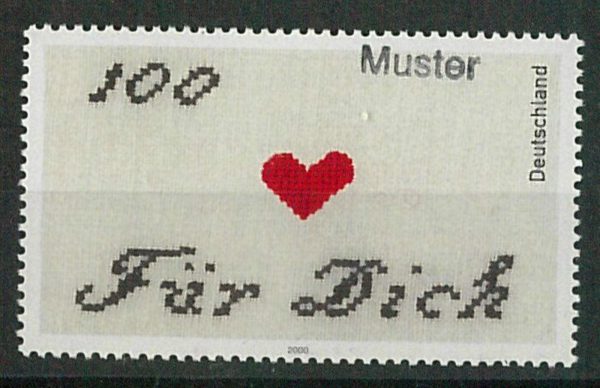 100
Muster
Deutschland
Für Dich
2000